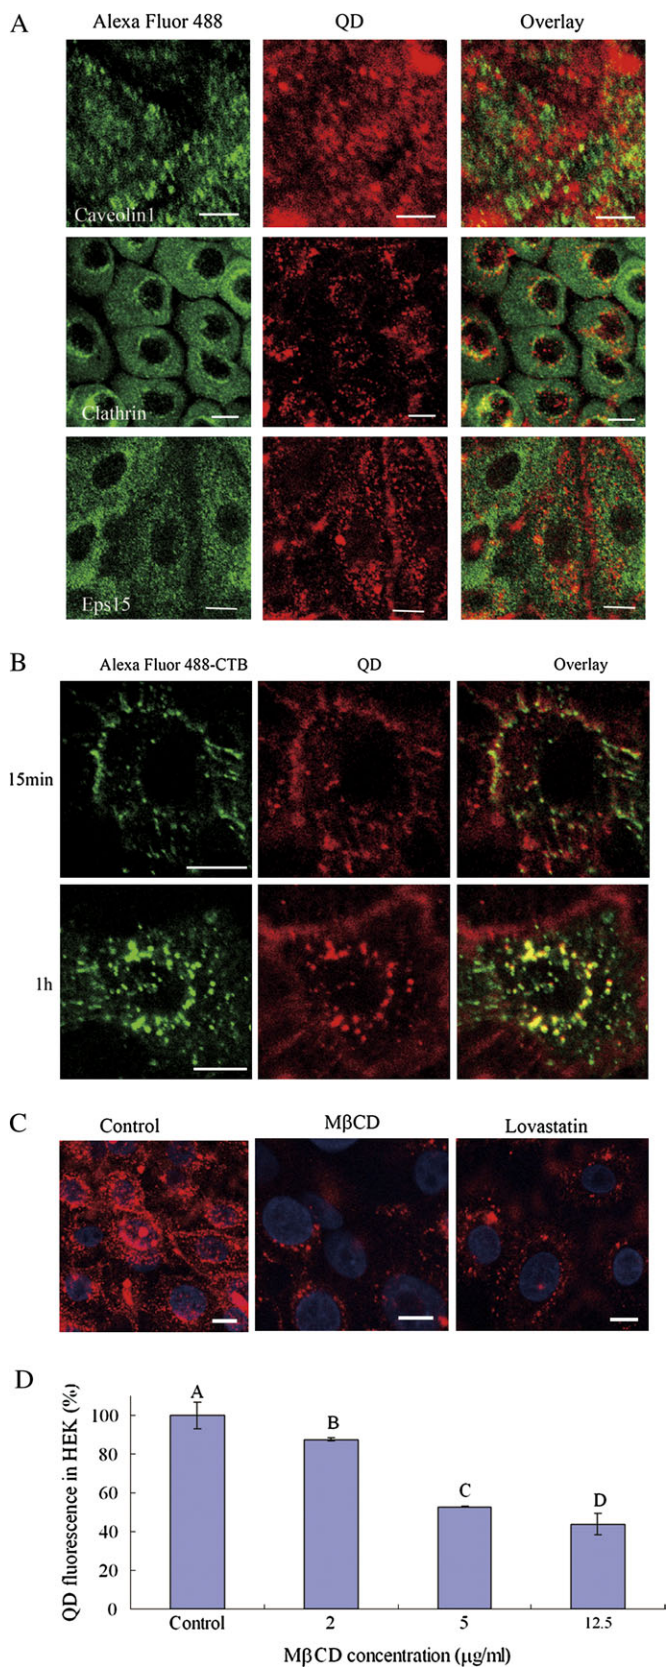 A
Alexa Fluor 488 QD Overlay
Caveolin1
Clathrin
Eps15
B
Alexa Fluor 488-CTB QD Overlay
15min
1h
C
Control MβCD Lovastatin
D
QD fluorescence in HEK (%)
100
80
60
40
20
0
A
B
C
D
Control 2 5 12.5
MβCD concentration (μg/ml)